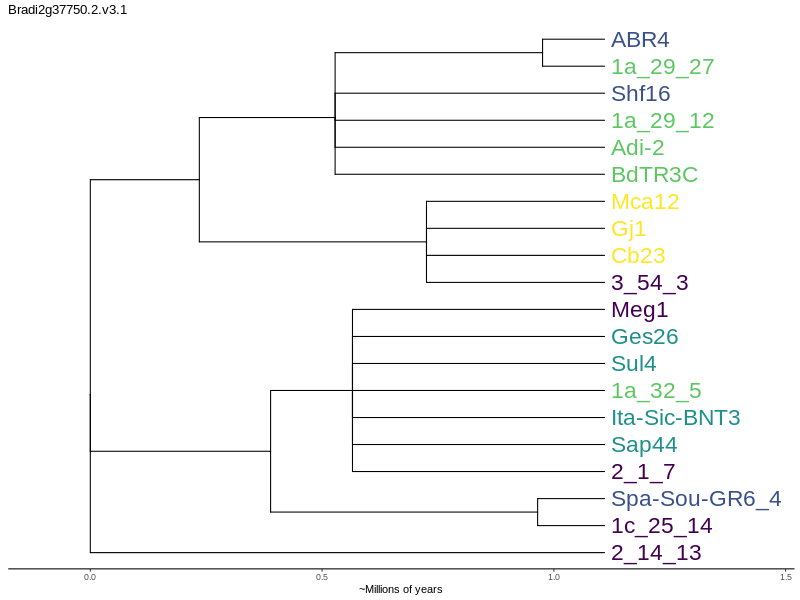 Bradi2g37750.2.v3.1
ABR4
1a_29_27
Shf16
1a_29_12
Adi-2
BdTR3C
Mca12
Gj1
Cb23
3_54_3
Meg1
Ges26
Sul4
1a_32_5
Ita-Sic-BNT3
Sap44
2_1_7
Spa-Sou-GR6_4
1c_25_14
2_14_13
0.0 0.5 1.0 1.5
~Millions of years